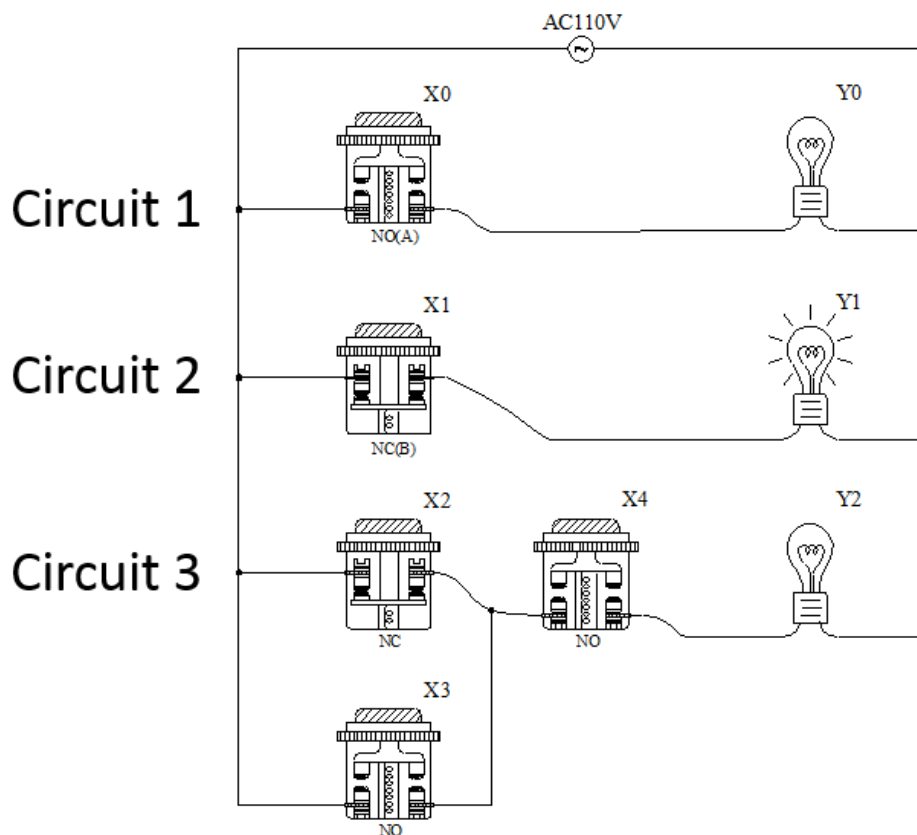 AC110V
X0
Y0
Circuit 1
NO(A)
X1
Y1
Circuit 2
NC(B)
X2
X4
Y2
Circuit 3
NC
NO
X3
NO